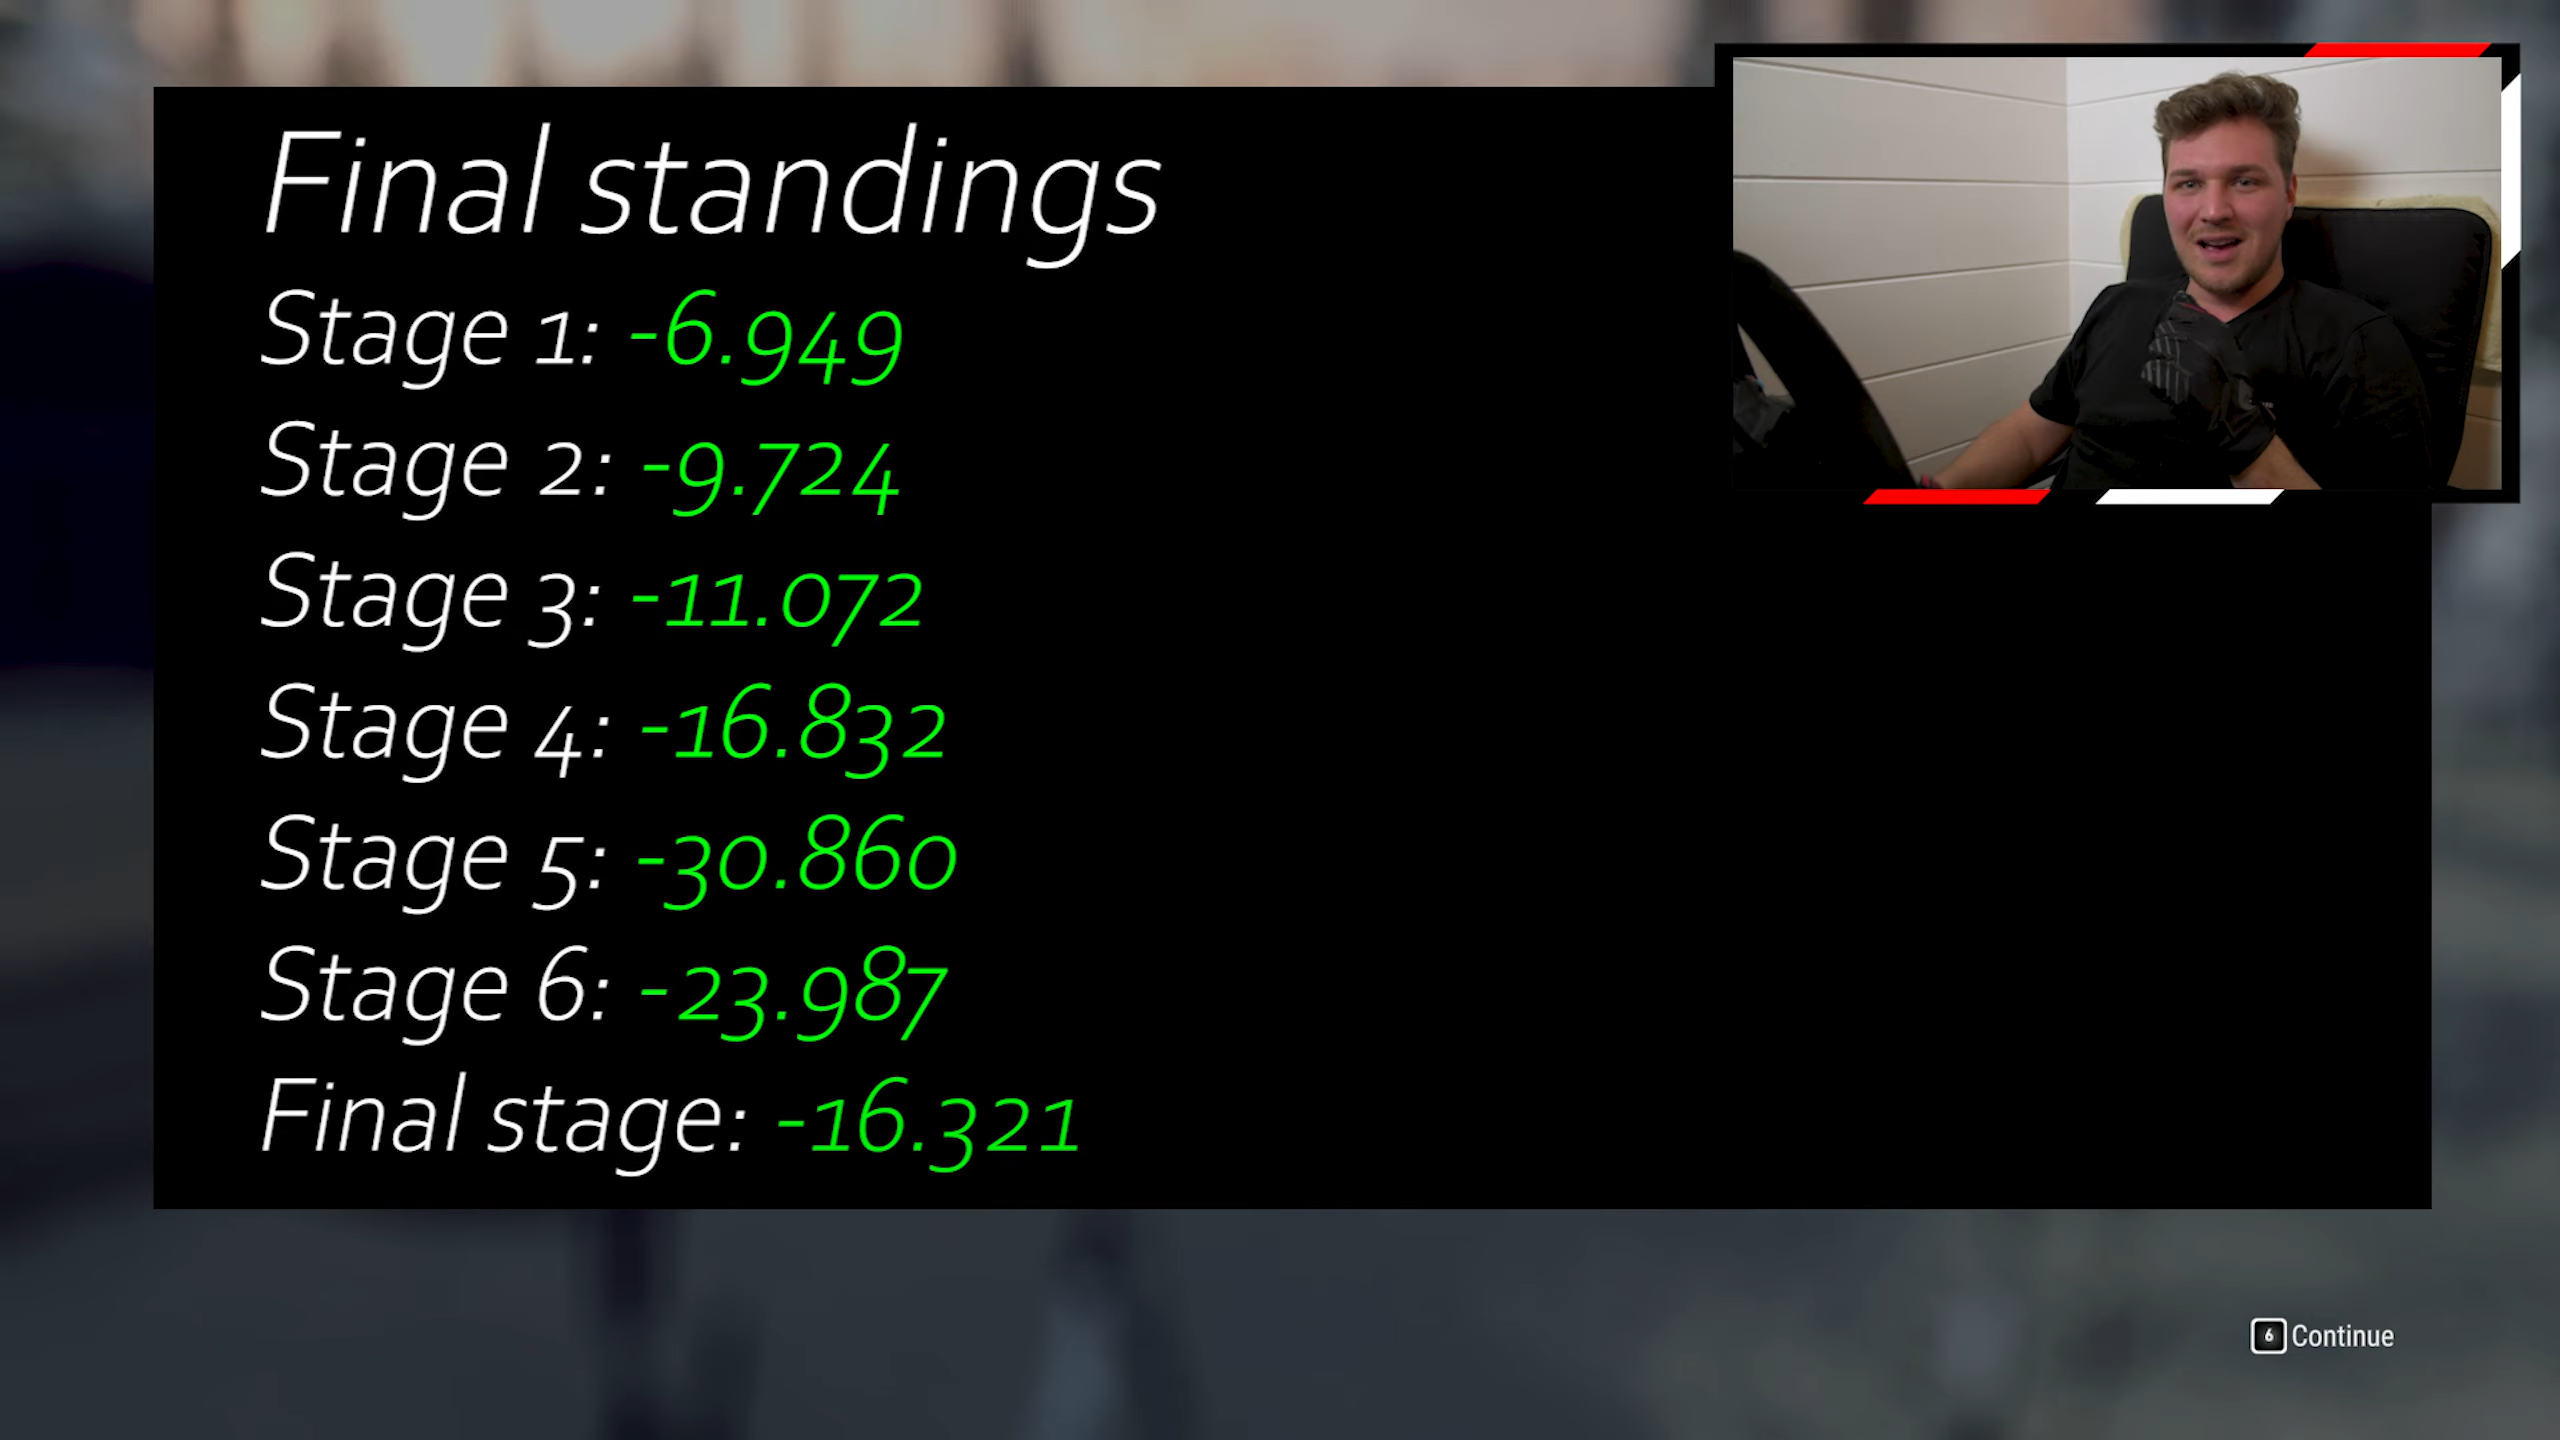 Final standings
Stage 1: -6.949
Stage 2: -9.724
Stage 3: -11.072
Stage 4: -16.832
Stage 5: -30.860
Stage 6: -23.987
Final stage: -16.321
6 Continue